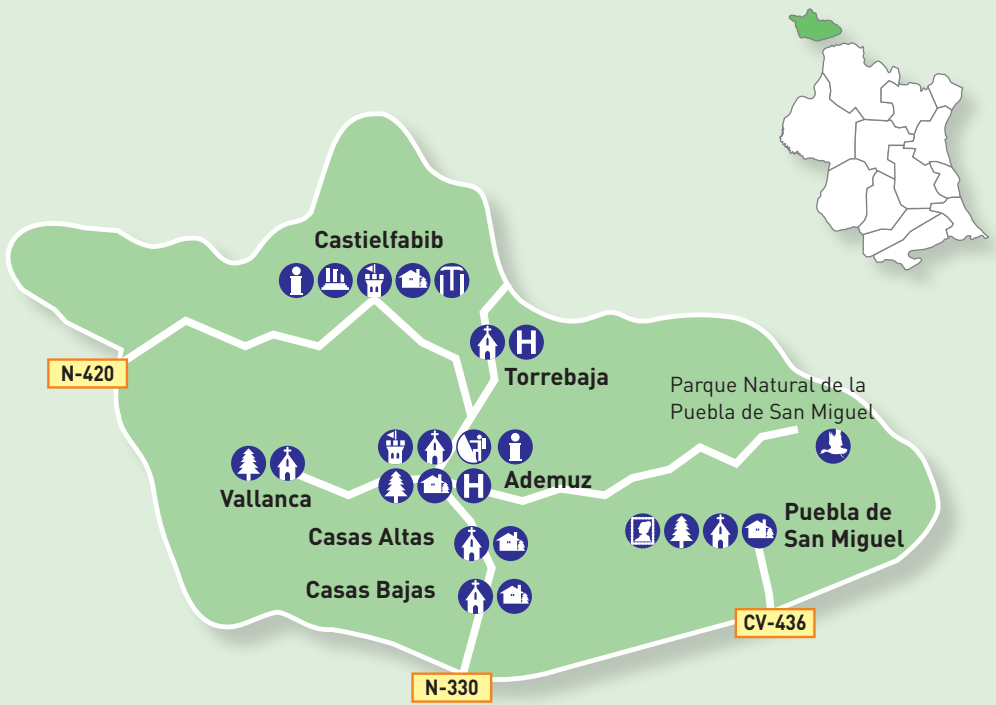 Castielfabib
N-420
H
Torrebaja
Parque Natural de la
Puebla de San Miguel
Vallanca
H
Ademuz
Casas Altas
Puebla de
San Miguel
Casas Bajas
CV-436
N-330